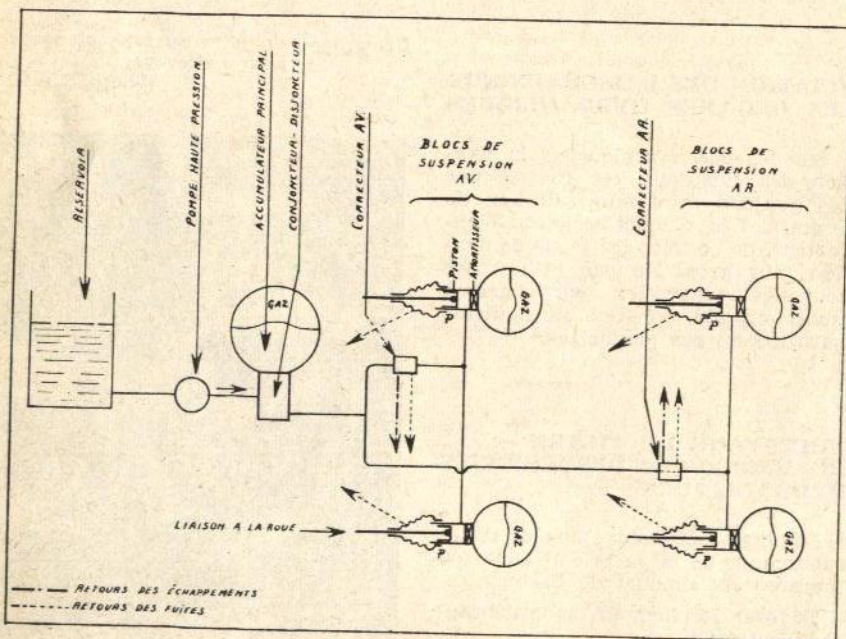 RESERVOIR
POMPE HAUTE PRESSION
ACCUMULATEUR PRINCIPAL
CONJONCTEUR-DISJONCTEUR
CORRECTEUR AV.
BLOCS DE
SUSPENSION
AV.
CORRECTEUR AR.
BLOCS DE
SUSPENSION
AR.
GAZ
PISTON
AMORTISSEUR
P
GAZ
P
GAZ
LIAISON A LA ROUE
P
GAZ
P
GAZ
RETOURS DES ÉCHAPPEMENTS
RETOURS DES FUITES